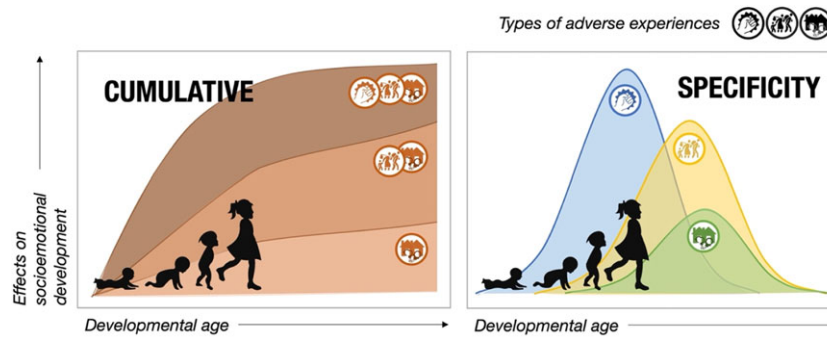 Types of adverse experiences
CUMULATIVE
SPECIFICITY
Effects on
socioemotional
development
Developmental age
Developmental age